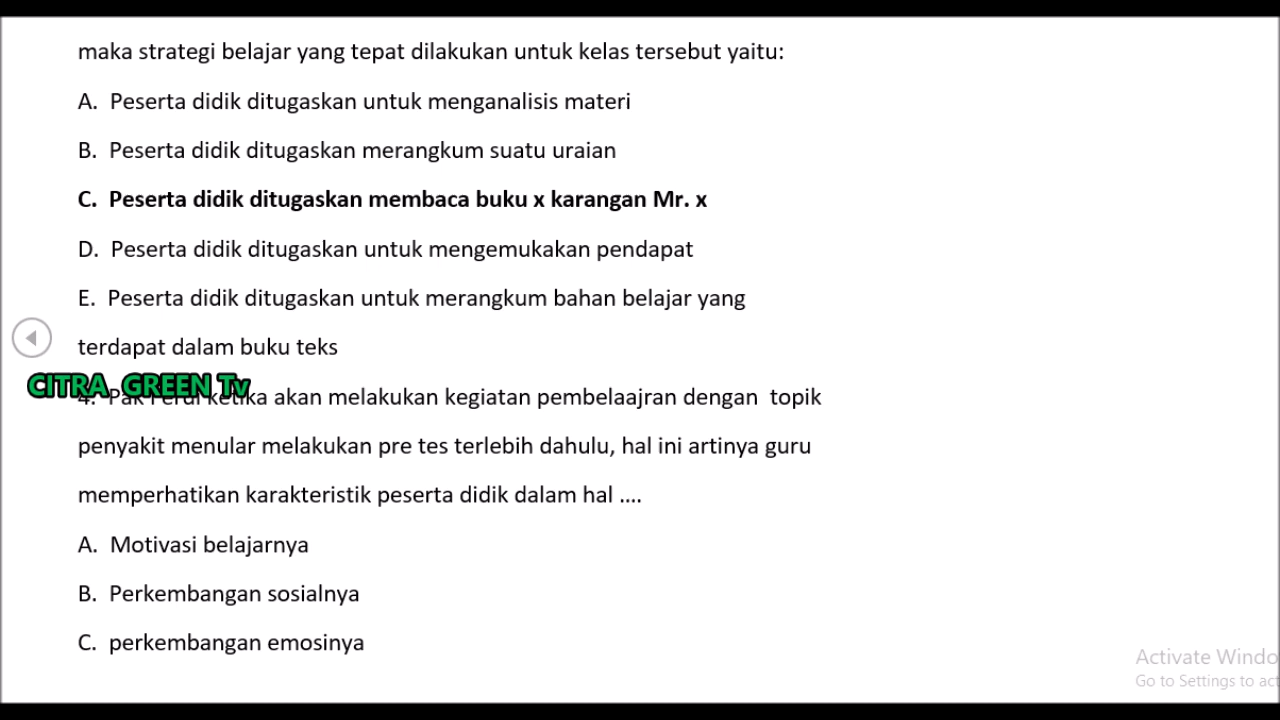 maka strategi belajar yang tepat dilakukan untuk kelas tersebut yaitu:
A. Peserta didik ditugaskan untuk menganalisis materi
B. Peserta didik ditugaskan merangkum suatu uraian
C. Peserta didik ditugaskan membaca buku x karangan Mr. x
D. Peserta didik ditugaskan untuk mengemukakan pendapat
E. Peserta didik ditugaskan untuk merangkum bahan belajar yang
terdapat dalam buku teks
CITRA GREEN Tv
4. Pak ketika akan melakukan kegiatan pembelaajran dengan topik
penyakit menular melakukan pre tes terlebih dahulu, hal ini artinya guru
memperhatikan karakteristik peserta didik dalam hal ....
A. Motivasi belajarnya
B. Perkembangan sosialnya
C. perkembangan emosinya
Activate Windo
Go to Settings to act